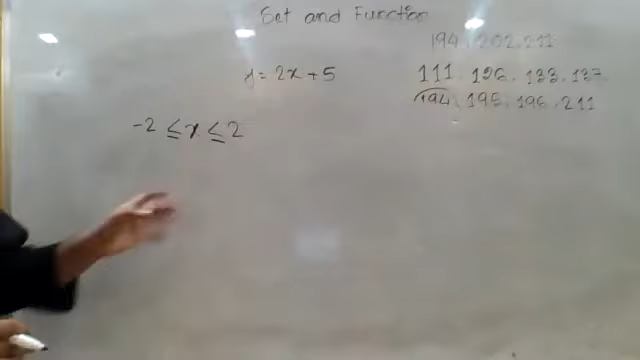 Set and Function
194, 202, 211
y = 2x + 5
111, 126, 133, 137
194, 195, 196, 211
-2 ≤ x ≤ 2